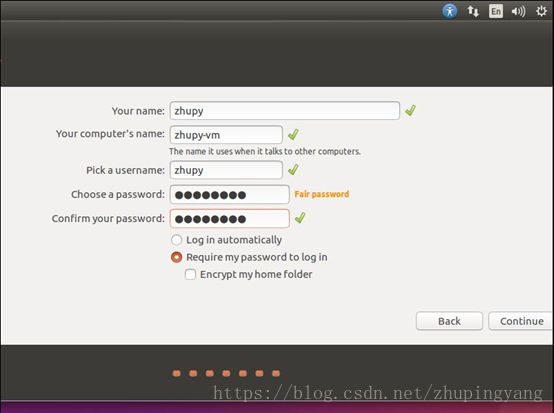 En
Your name: zhupy
Your computer's name: zhupy-vm
The name it uses when it talks to other computers.
Pick a username: zhupy
Choose a password: ●●●●●●●● Fair password
Confirm your password: ●●●●●●●●
Log in automatically
Require my password to log in
Encrypt my home folder
Back Continue
https://blog.csdn.net/zhupingyang